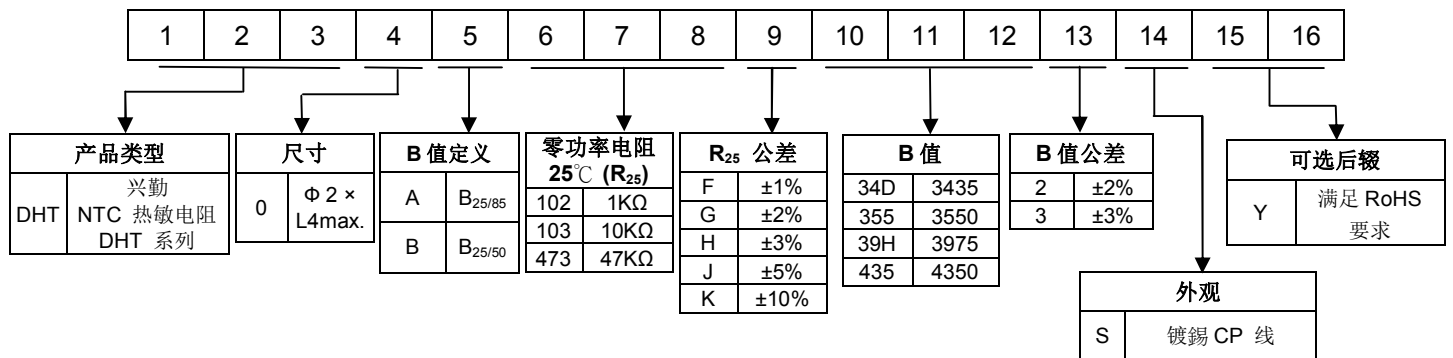 1 2 3 4 5 6 7 8 9 10 11 12 13 14 15 16
产品类型
DHT 兴勤
NTC 热敏电阻
DHT 系列
尺寸
0 Φ 2 ×
L4max.
B 值定义
A B25/85
B B25/50
零功率电阻
25℃ (R25)
102 1KΩ
103 10KΩ
473 47KΩ
R25 公差
F ±1%
G ±2%
H ±3%
J ±5%
K ±10%
B 值
34D 3435
355 3550
39H 3975
435 4350
B 值公差
2 ±2%
3 ±3%
可选后辍
Y 满足 RoHS
要求
外观
S 镀錫 CP 线